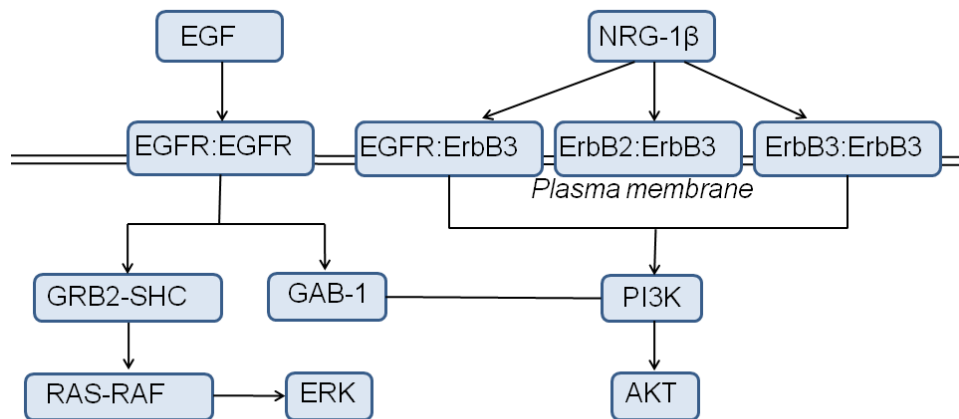 EGF
NRG-1β
EGFR:EGFR
EGFR:ErbB3
ErbB2:ErbB3
ErbB3:ErbB3
Plasma membrane
GRB2-SHC
GAB-1
PI3K
RAS-RAF
ERK
AKT